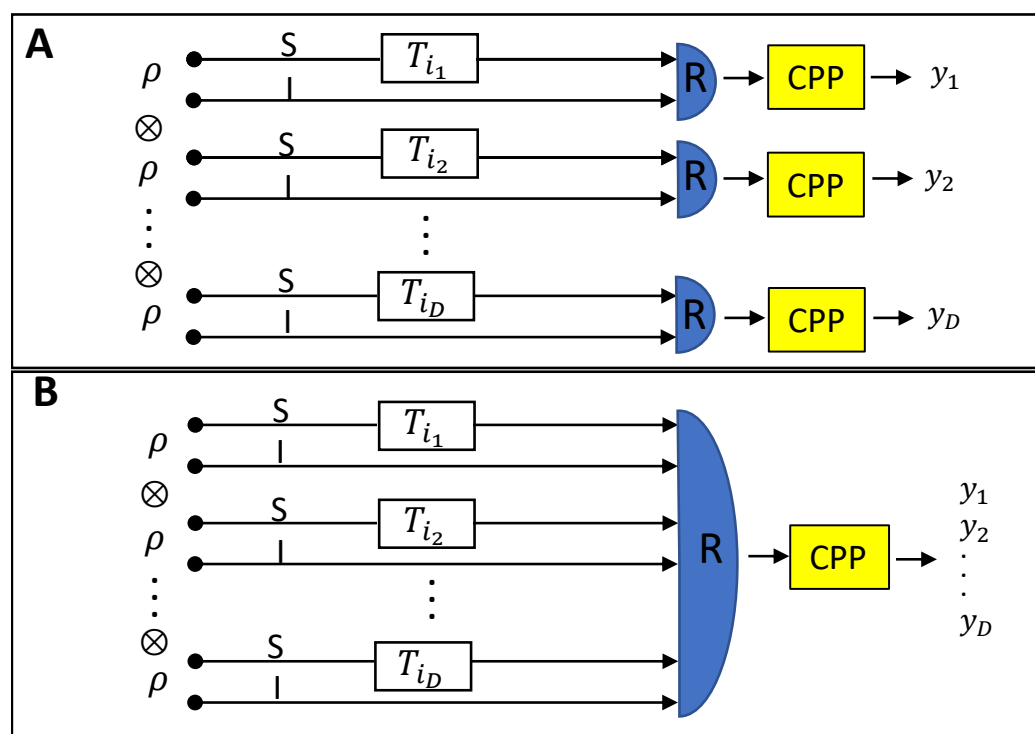 A
S
ρ T_{i_1} R CPP y_1
I
⊗
S
ρ T_{i_2} R CPP y_2
I
⋮ ⋮
⊗
S
ρ T_{i_D} R CPP y_D
I
B
S
ρ T_{i_1}
I
⊗
S
ρ T_{i_2}
I
R CPP
y_1
y_2
⋮
y_D
⋮ ⋮
⊗
S
ρ T_{i_D}
I